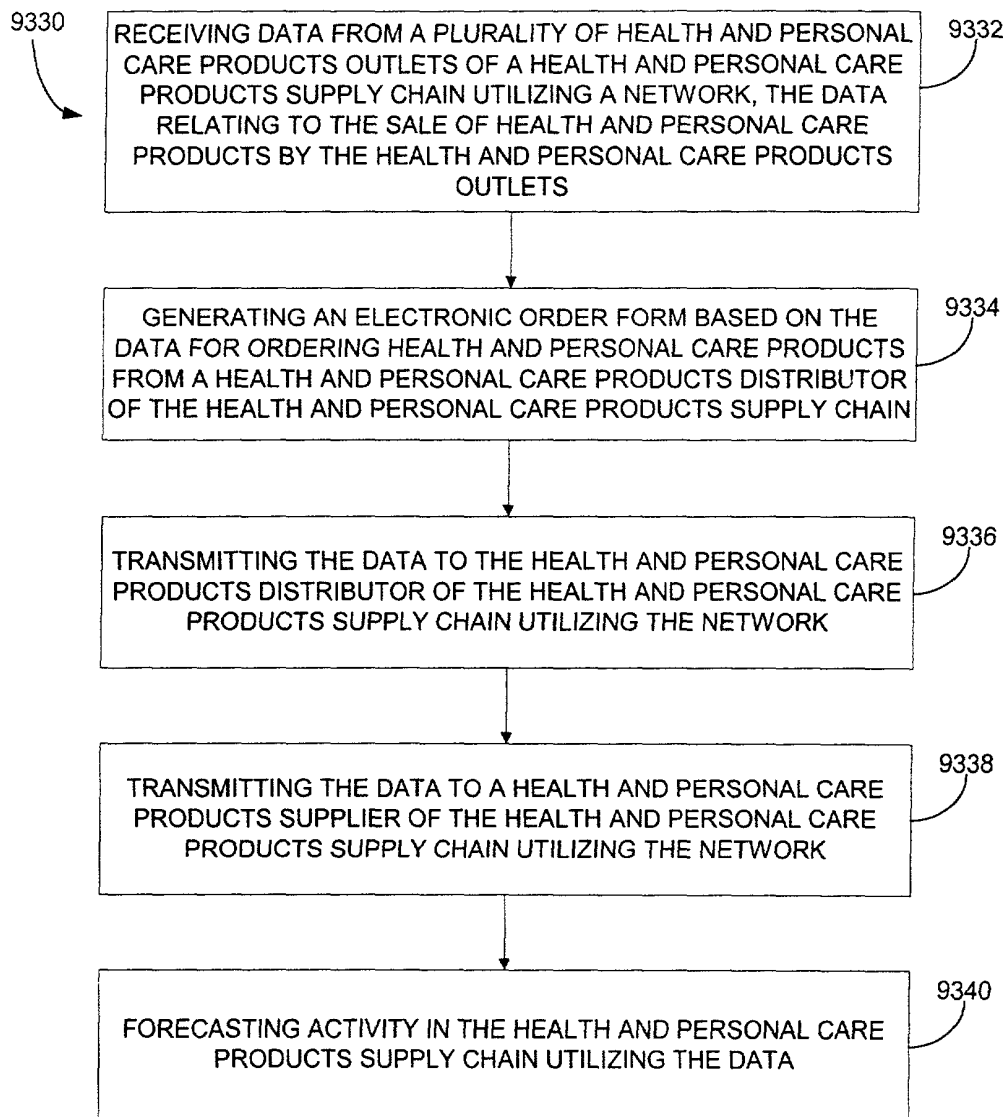 9330
RECEIVING DATA FROM A PLURALITY OF HEALTH AND PERSONAL
CARE PRODUCTS OUTLETS OF A HEALTH AND PERSONAL CARE
PRODUCTS SUPPLY CHAIN UTILIZING A NETWORK, THE DATA
RELATING TO THE SALE OF HEALTH AND PERSONAL CARE
PRODUCTS BY THE HEALTH AND PERSONAL CARE PRODUCTS
OUTLETS
9332
GENERATING AN ELECTRONIC ORDER FORM BASED ON THE
DATA FOR ORDERING HEALTH AND PERSONAL CARE PRODUCTS
FROM A HEALTH AND PERSONAL CARE PRODUCTS DISTRIBUTOR
OF THE HEALTH AND PERSONAL CARE PRODUCTS SUPPLY CHAIN
9334
TRANSMITTING THE DATA TO THE HEALTH AND PERSONAL CARE
PRODUCTS DISTRIBUTOR OF THE HEALTH AND PERSONAL CARE
PRODUCTS SUPPLY CHAIN UTILIZING THE NETWORK
9336
TRANSMITTING THE DATA TO A HEALTH AND PERSONAL CARE
PRODUCTS SUPPLIER OF THE HEALTH AND PERSONAL CARE
PRODUCTS SUPPLY CHAIN UTILIZING THE NETWORK
9338
FORECASTING ACTIVITY IN THE HEALTH AND PERSONAL CARE
PRODUCTS SUPPLY CHAIN UTILIZING THE DATA
9340